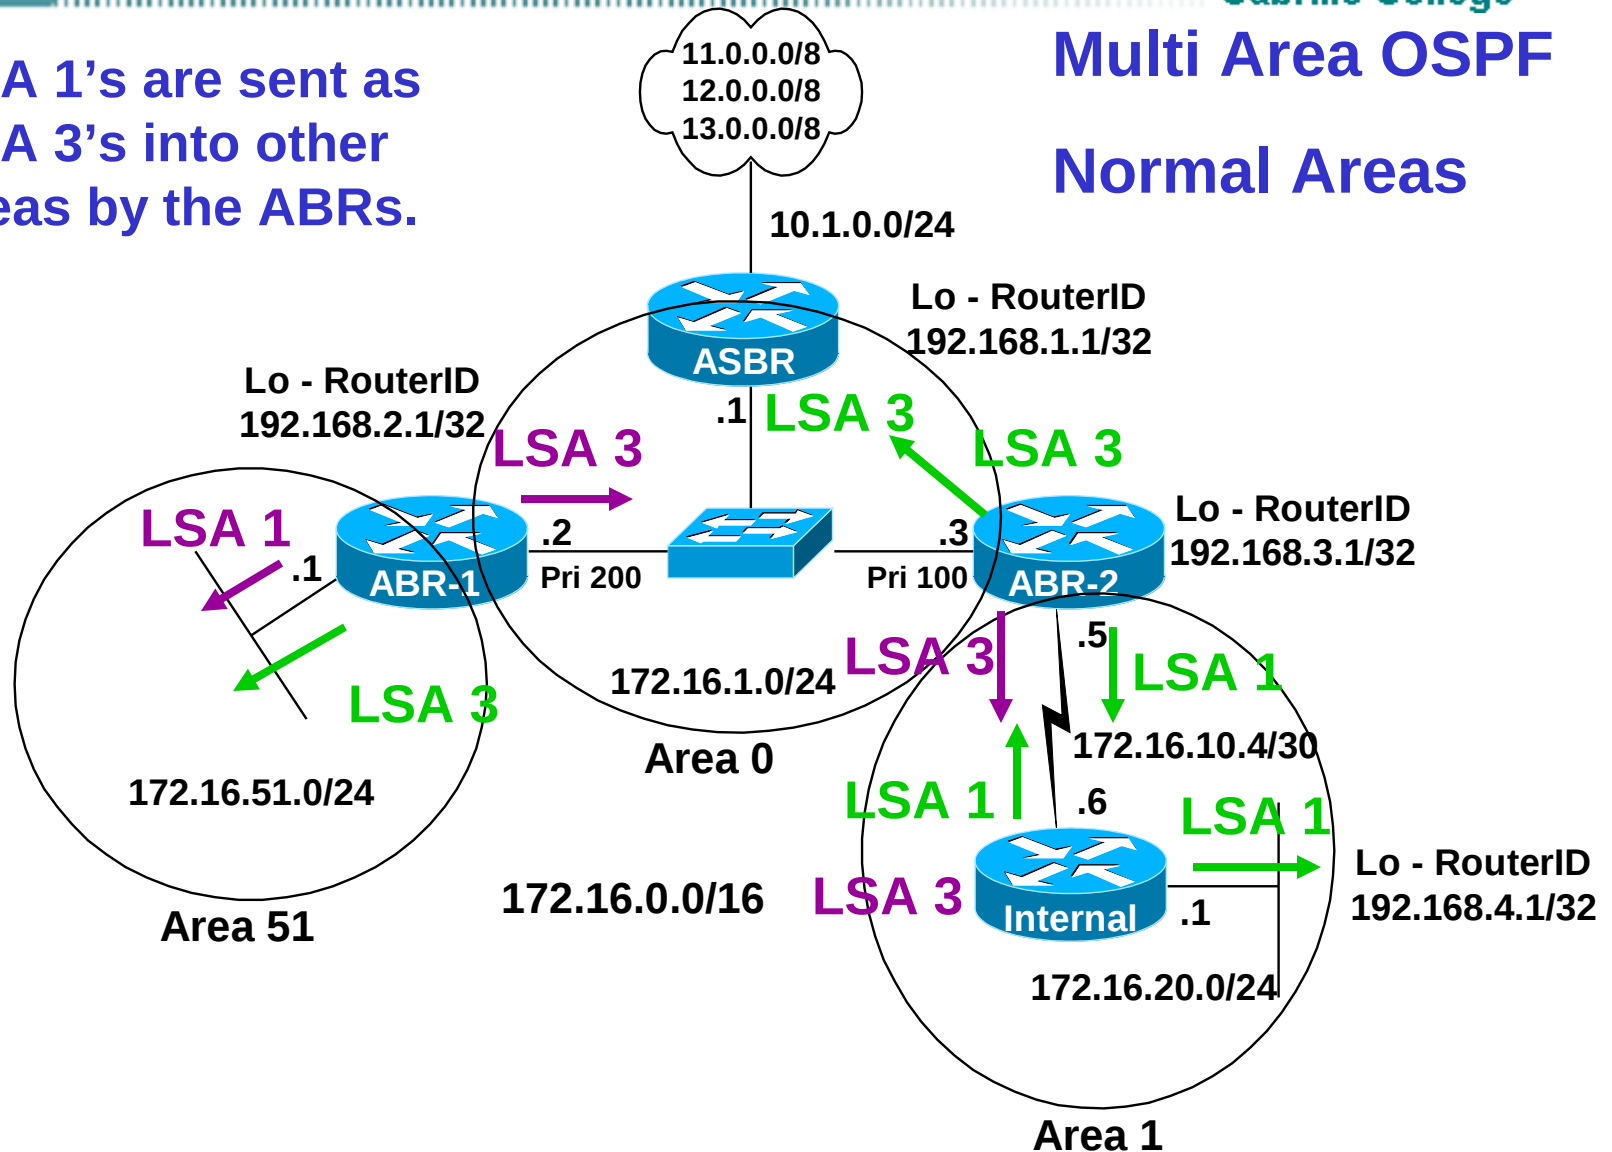 A 1’s are sent as
A 3’s into other
eas by the ABRs.
Multi Area OSPF
Normal Areas
11.0.0.0/8
12.0.0.0/8
13.0.0.0/8
10.1.0.0/24
Lo - RouterID
192.168.1.1/32
ASBR
Lo - RouterID
192.168.2.1/32
.1
LSA 3
LSA 3
LSA 3
LSA 1
.1
ABR-1
.2
Pri 200
.3
Pri 100
ABR-2
Lo - RouterID
192.168.3.1/32
LSA 3
172.16.51.0/24
Area 51
172.16.1.0/24
Area 0
LSA 3
.5
LSA 1
172.16.10.4/30
LSA 1
.6
LSA 1
172.16.0.0/16
LSA 3
Internal
.1
Lo - RouterID
192.168.4.1/32
172.16.20.0/24
Area 1